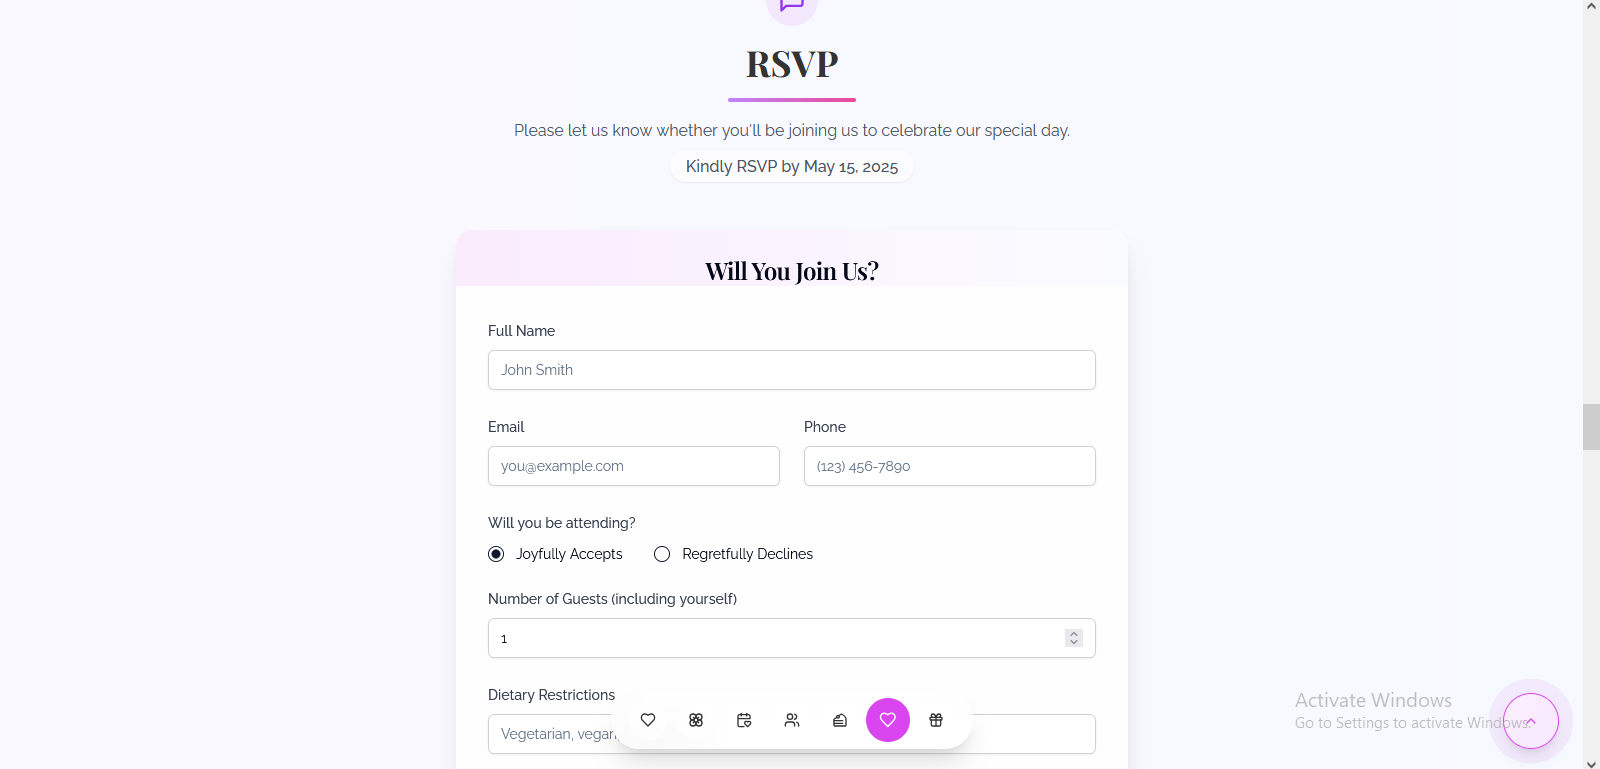 RSVP
Please let us know whether you'll be joining us to celebrate our special day.
Kindly RSVP by May 15, 2025
Will You Join Us?
Full Name
John Smith
Email
Phone
you@example.com
(123) 456-7890
Will you be attending?
Joyfully Accepts
Regretfully Declines
Number of Guests (including yourself)
1
Dietary Restrictions
Vegetarian, vegan,
Activate Windows
Go to Settings to activate Windows.